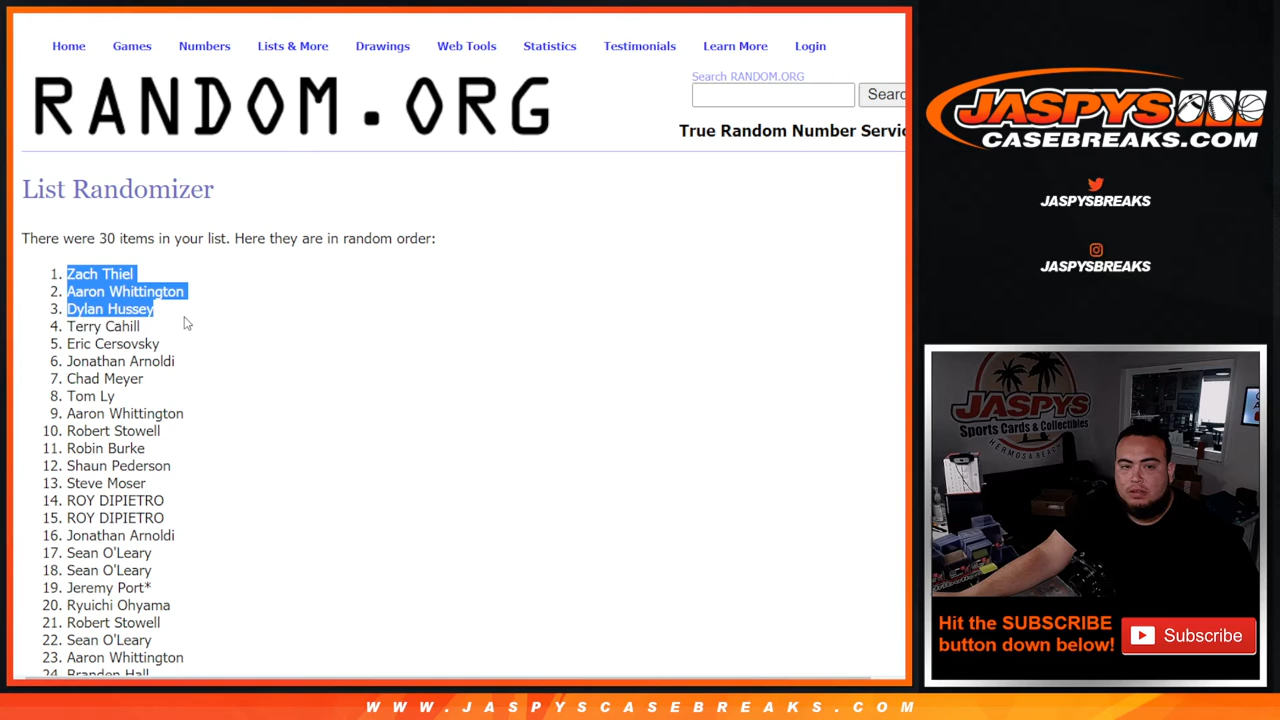 Home Games Numbers Lists & More Drawings Web Tools Statistics Testimonials Learn More Login
Search RANDOM.ORG
RANDOM.ORG
Searc
True Random Number Servic
List Randomizer
There were 30 items in your list. Here they are in random order:
1. Zach Thiel
2. Aaron Whittington
3. Dylan Hussey
4. Terry Cahill
5. Eric Cersovsky
6. Jonathan Arnoldi
7. Chad Meyer
8. Tom Ly
9. Aaron Whittington
10. Robert Stowell
11. Robin Burke
12. Shaun Pederson
13. Steve Moser
14. ROY DIPIETRO
15. ROY DIPIETRO
16. Jonathan Arnoldi
17. Sean O'Leary
18. Sean O'Leary
19. Jeremy Port*
20. Ryuichi Ohyama
21. Robert Stowell
22. Sean O'Leary
23. Aaron Whittington
24. Branden Hall
JASPYS
CASEBREAKS.COM
JASPYSBREAKS
JASPYSBREAKS
JASPYS
Sports Cards & Collectibles
HERMOSA BEACH
Hit the SUBSCRIBE
button down below!
Subscribe
WWW.JASPYSCASEBREAKS.COM